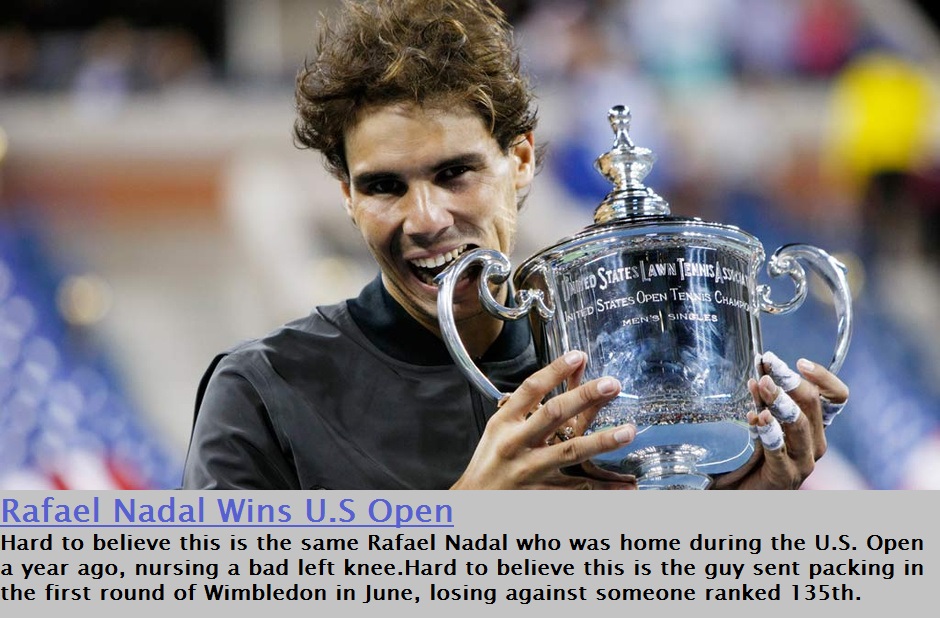 UNITED STATES LAWN TENNIS ASSOCIA
UNITED STATES OPEN TENNIS CHAMPIO
MEN'S SINGLES
Rafael Nadal Wins U.S Open
Hard to believe this is the same Rafael Nadal who was home during the U.S. Open
a year ago, nursing a bad left knee.Hard to believe this is the guy sent packing in
the first round of Wimbledon in June, losing against someone ranked 135th.